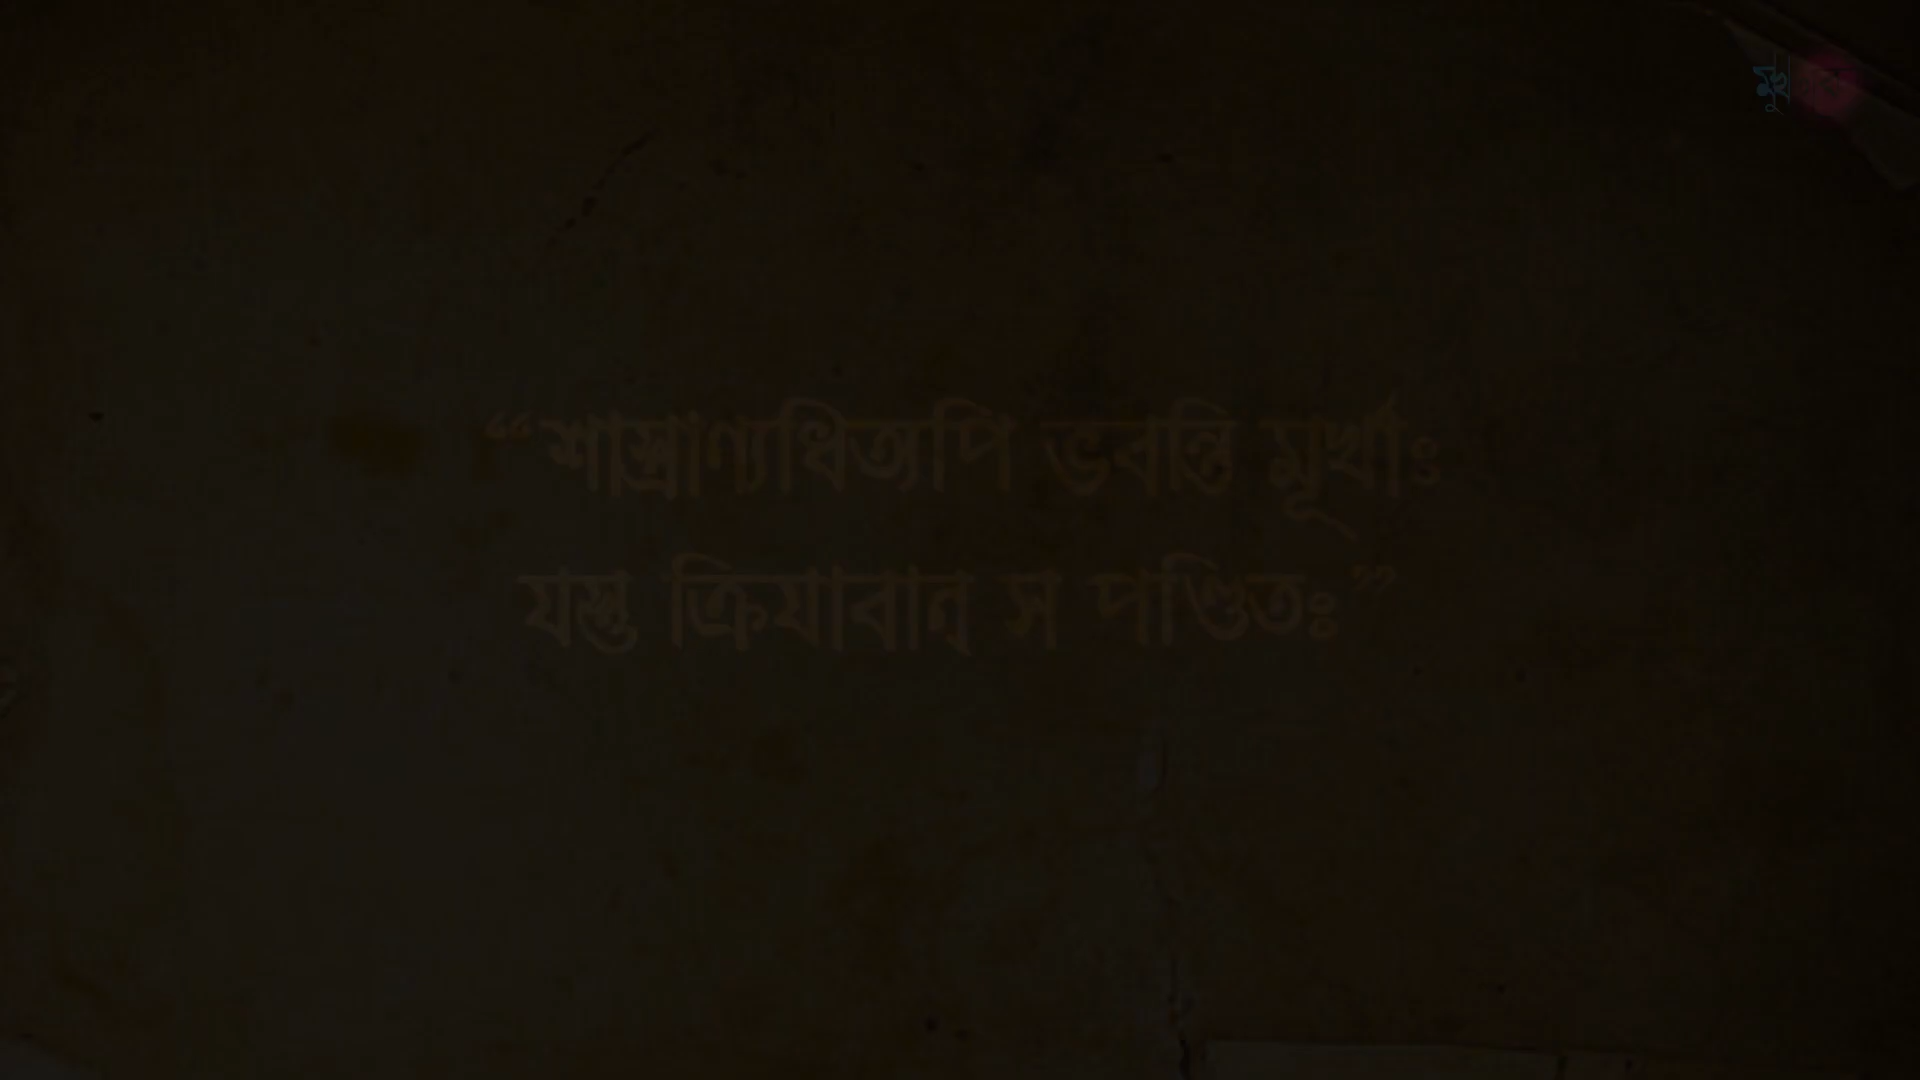 “শাস্ত্রাণ্যধিত্যপি ভবন্তি মূর্খাঃ
যস্তু ক্রিযাবান্ স পণ্ডিতঃ”